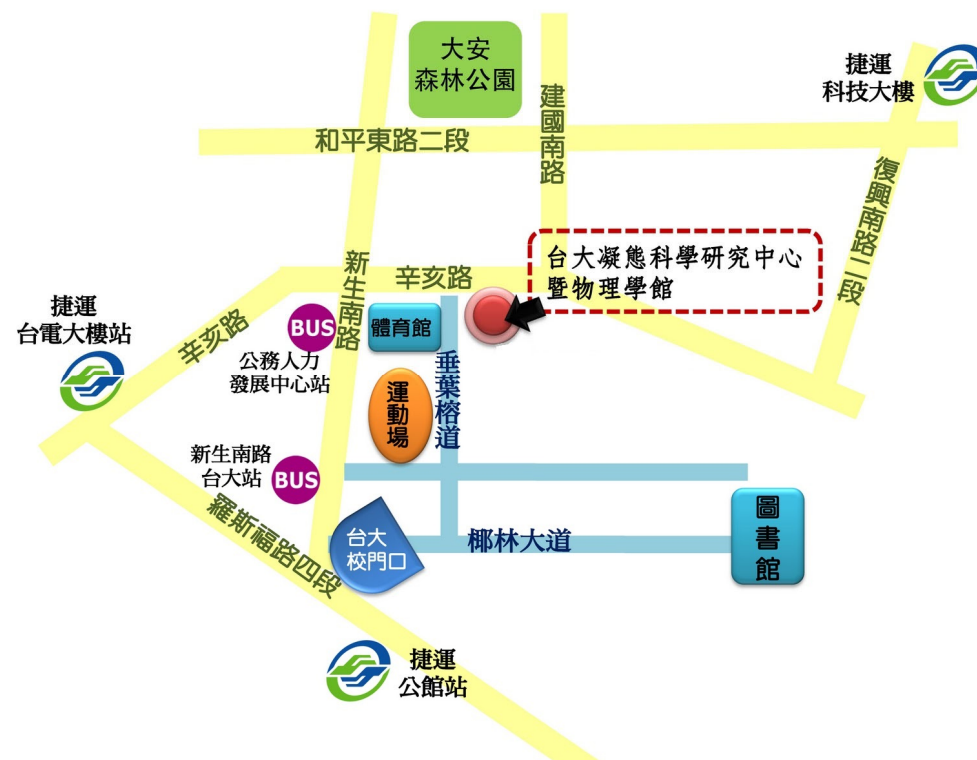 大安
森林公園
捷運
科技大樓
建國南路
和平東路二段
復興南路二段
新生南路
辛亥路
台大凝態科學研究中心
暨物理學館
捷運
台電大樓站
辛亥路
BUS
公務人力
發展中心站
體育館
垂葉榕道
運動場
新生南路
台大站
BUS
羅斯福路四段
台大
校門口
椰林大道
圖書館
捷運
公館站